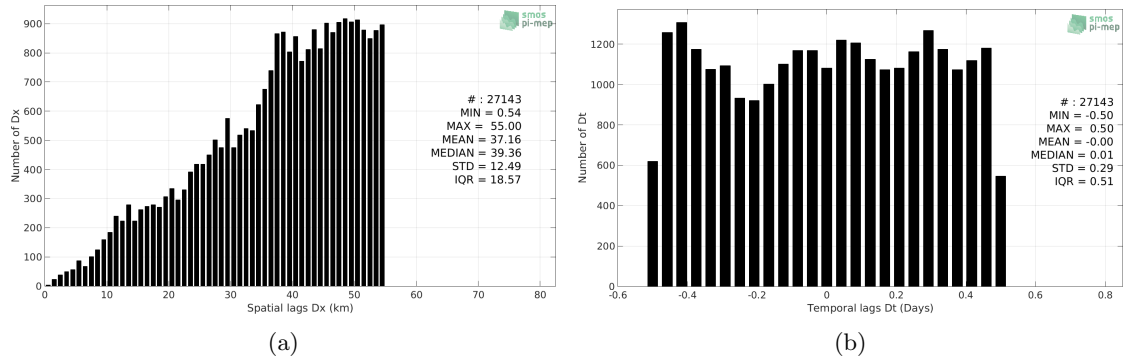 smos
pi-mep
900
800
700
600
500
400
300
200
100
0
Number of Dx
# : 27143
MIN = 0.54
MAX = 55.00
MEAN = 37.16
MEDIAN = 39.36
STD = 12.49
IQR = 18.57
0 10 20 30 40 50 60 70 80
Spatial lags Dx (km)
(a)
smos
pi-mep
1200
1000
800
600
400
200
0
Number of Dt
# : 27143
MIN = -0.50
MAX = 0.50
MEAN = -0.00
MEDIAN = 0.01
STD = 0.29
IQR = 0.51
-0.6 -0.4 -0.2 0 0.2 0.4 0.6 0.8
Temporal lags Dt (Days)
(b)